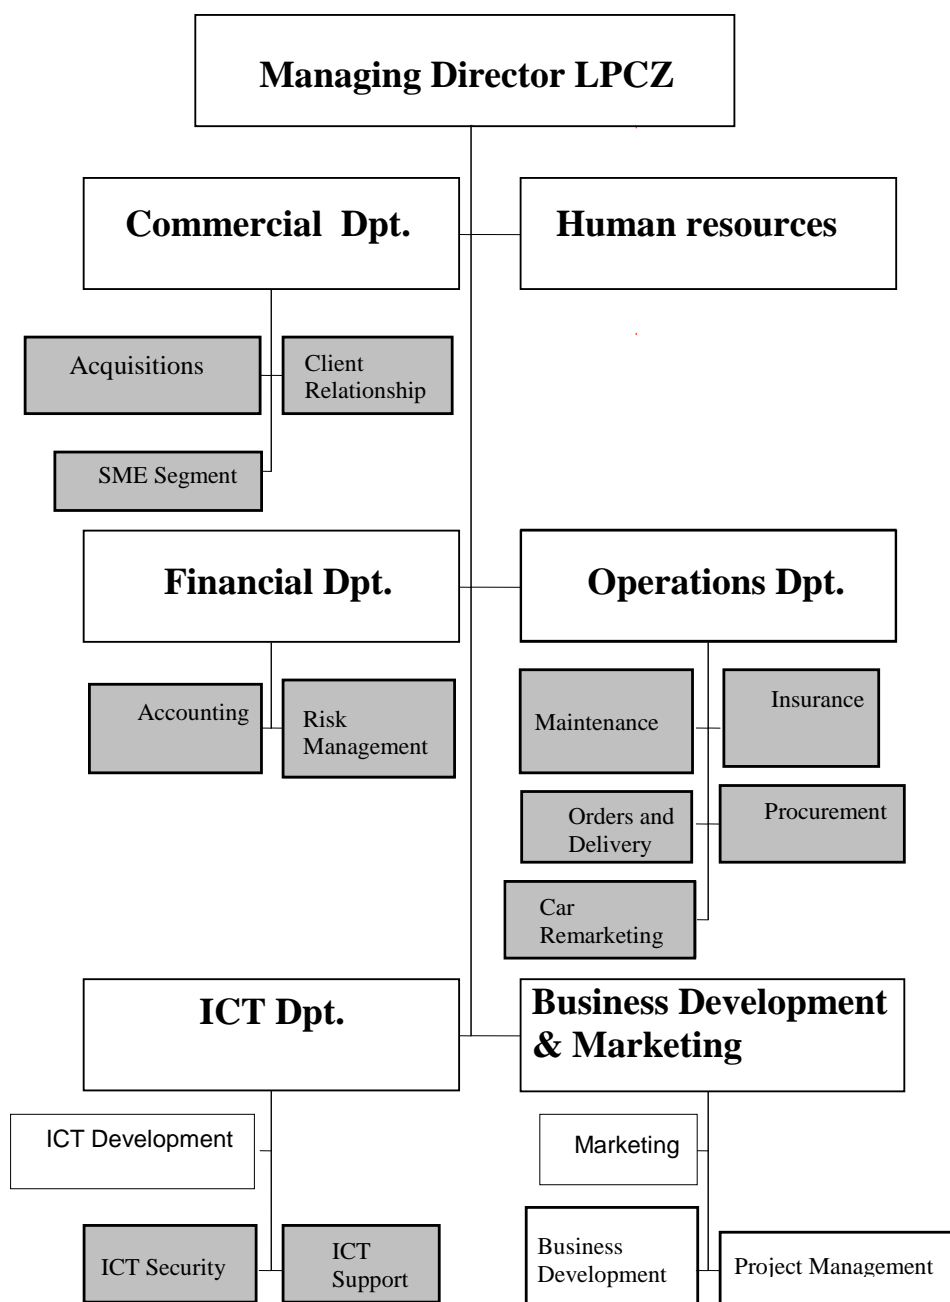 Managing Director LPCZ
Commercial Dpt.
Human resources
Acquisitions
Client
Relationship
SME Segment
Financial Dpt.
Operations Dpt.
Accounting
Risk
Management
Maintenance
Insurance
Orders and
Delivery
Procurement
Car
Remarketing
ICT Dpt.
Business Development
& Marketing
ICT Development
Marketing
ICT Security
ICT
Support
Business
Development
Project Management